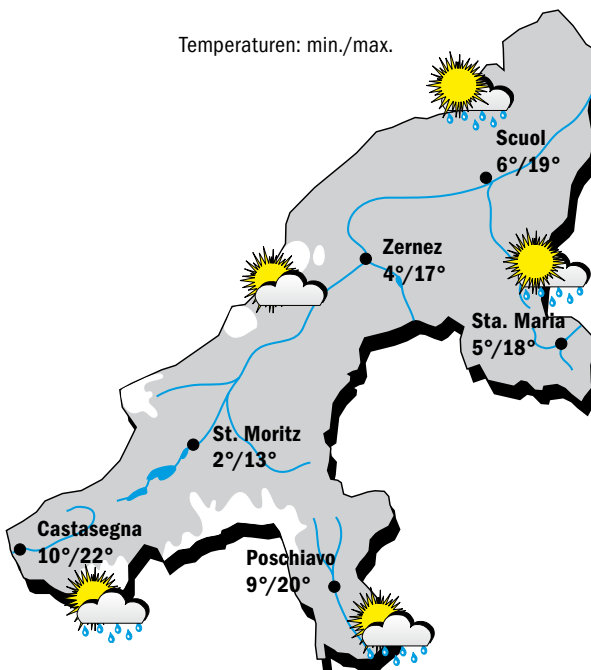 Temperaturen: min./max.
Scuol
6°/19°
Zernez
4°/17°
Sta. Maria
5°/18°
St. Moritz
2°/13°
Castasegna
10°/22°
Poschiavo
9°/20°